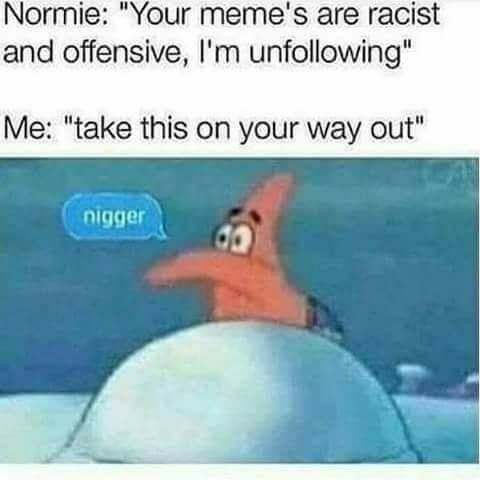 Normie: "Your meme's are racist
and offensive, I'm unfollowing"
Me: "take this on your way out"
nigger